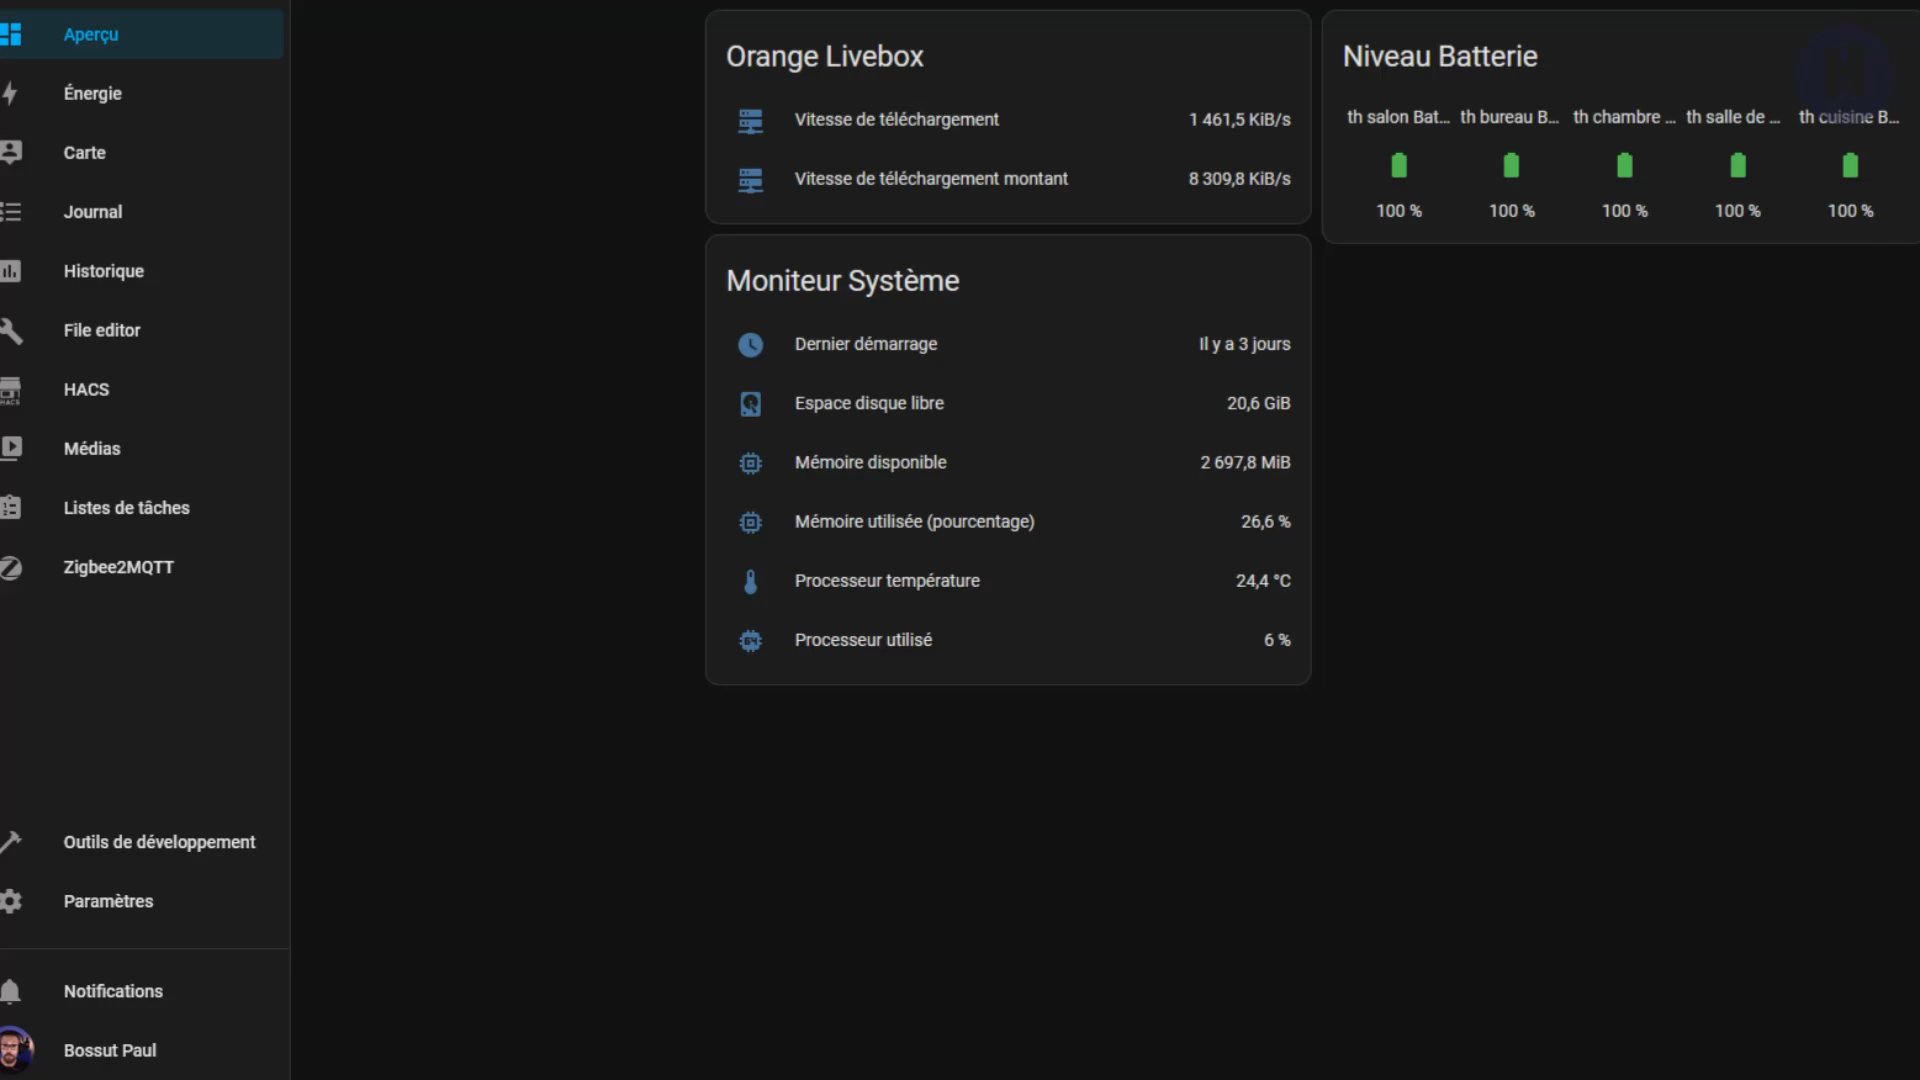 Aperçu
Énergie
Carte
Journal
Historique
File editor
HACS
Médias
Listes de tâches
Zigbee2MQTT
Outils de développement
Paramètres
Notifications
Bossut Paul
Orange Livebox
Vitesse de téléchargement 1 461,5 KiB/s
Vitesse de téléchargement montant 8 309,8 KiB/s
Moniteur Système
Dernier démarrage Il y a 3 jours
Espace disque libre 20,6 GiB
Mémoire disponible 2 697,8 MiB
Mémoire utilisée (pourcentage) 26,6 %
Processeur température 24,4 °C
Processeur utilisé 6 %
Niveau Batterie
th salon Bat... th bureau B... th chambre ... th salle de ... th cuisine B...
100 % 100 % 100 % 100 % 100 %